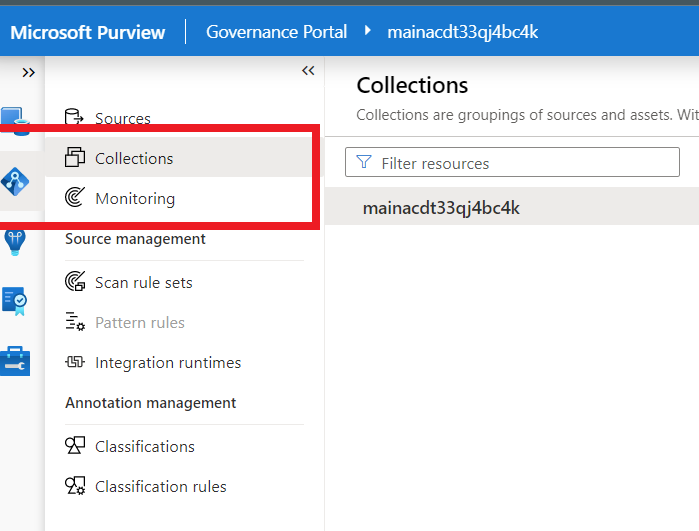 Microsoft Purview Governance Portal mainacdt33qj4bc4k
Sources
Collections
Monitoring
Source management
Scan rule sets
Pattern rules
Integration runtimes
Annotation management
Classifications
Classification rules
Collections
Collections are groupings of sources and assets. Wit
Filter resources
mainacdt33qj4bc4k